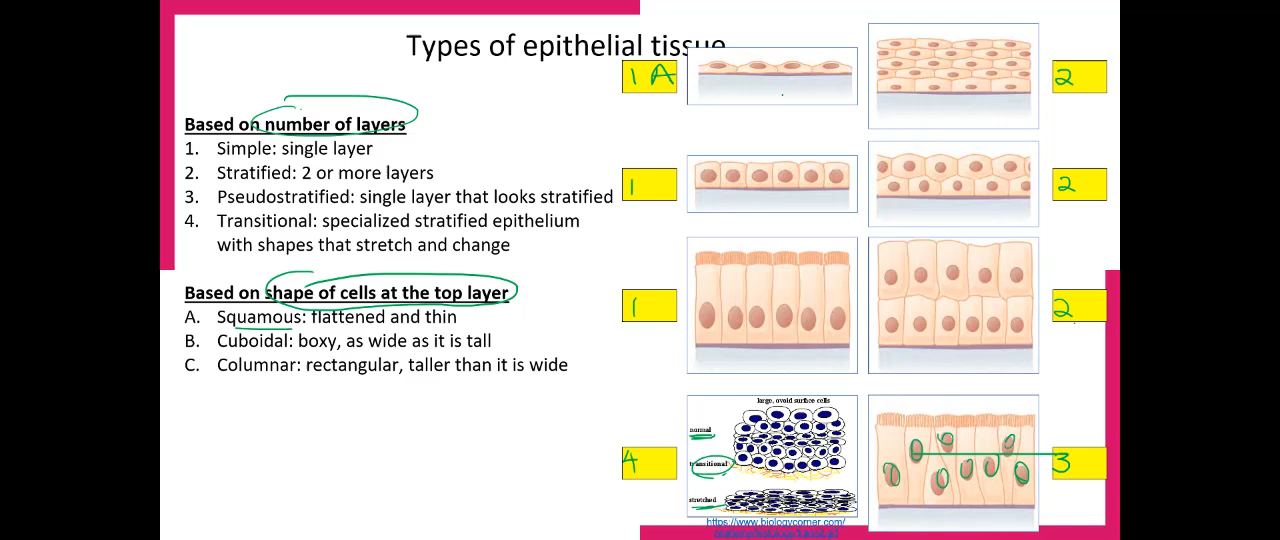 Types of epithelial tissue
Based on number of layers
1. Simple: single layer
2. Stratified: 2 or more layers
3. Pseudostratified: single layer that looks stratified
4. Transitional: specialized stratified epithelium
with shapes that stretch and change
Based on shape of cells at the top layer
A. Squamous: flattened and thin
B. Cuboidal: boxy, as wide as it is tall
C. Columnar: rectangular, taller than it is wide
1 A
2
1
2
1
2
4
large, ovoid surface cells
normal
transitional
stretched
3
https://www.biologycorner.com/